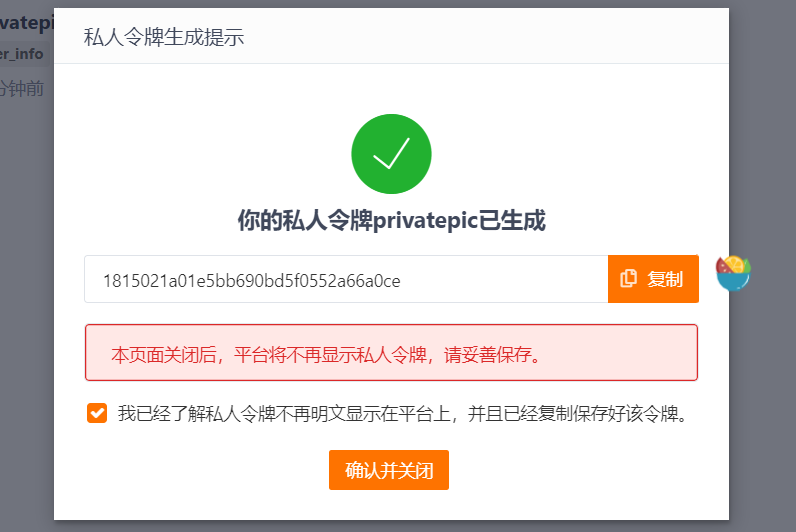 私人令牌生成提示
er_info
分钟前
你的私人令牌privatepic已生成
1815021a01e5bb690bd5f0552a66a0ce
复制
本页面关闭后，平台将不再显示私人令牌，请妥善保存。
我已经了解私人令牌不再明文显示在平台上，并且已经复制保存好该令牌。
确认并关闭